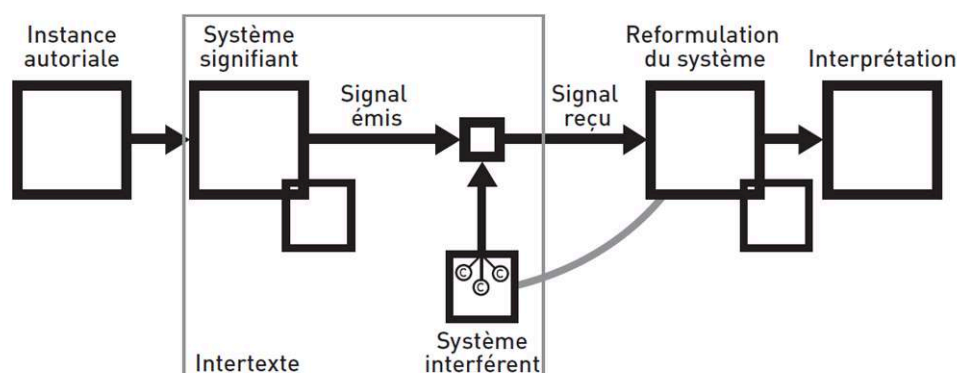 Instance
autoriale
Système
signifiant
Signal
émis
Signal
reçu
Reformulation
du système
Interprétation
C
C
C
Système
interférent
Intertexte